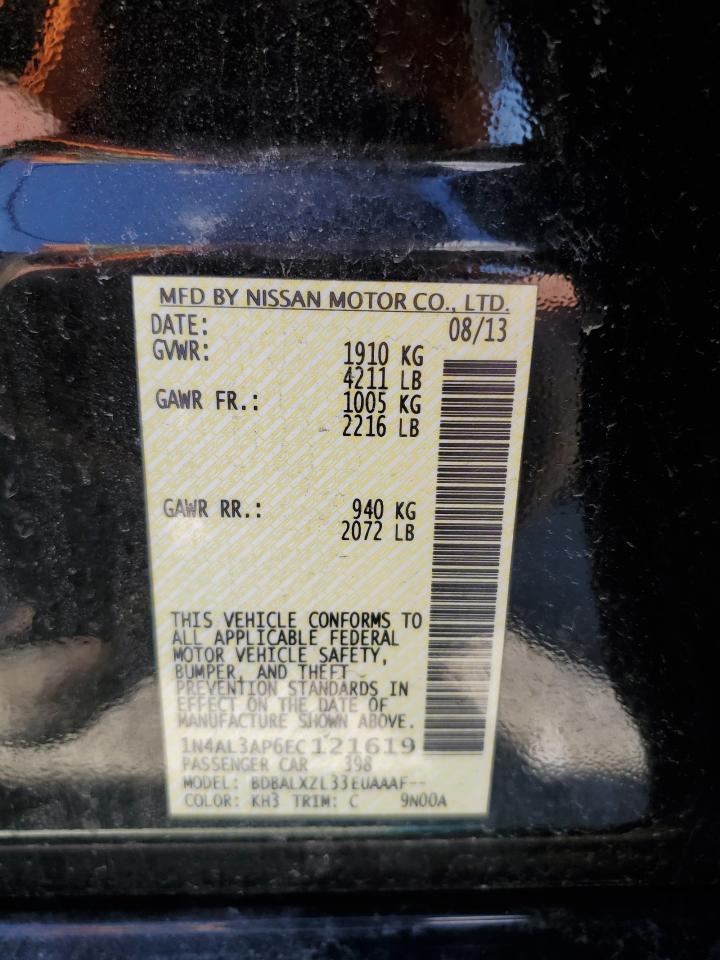 MFD BY NISSAN MOTOR CO., LTD.
DATE: 08/13
GVWR: 1910 KG
4211 LB
GAWR FR.: 1005 KG
2216 LB
GAWR RR.: 940 KG
2072 LB
THIS VEHICLE CONFORMS TO
ALL APPLICABLE FEDERAL
MOTOR VEHICLE SAFETY,
BUMPER, AND THEFT
PREVENTION STANDARDS IN
EFFECT ON THE DATE OF
MANUFACTURE SHOWN ABOVE.
1N4AL3AP6EC121619
PASSENGER CAR 398
MODEL: BDBALXZL33EUAAAF--
COLOR: KH3 TRIM: C 9N00A